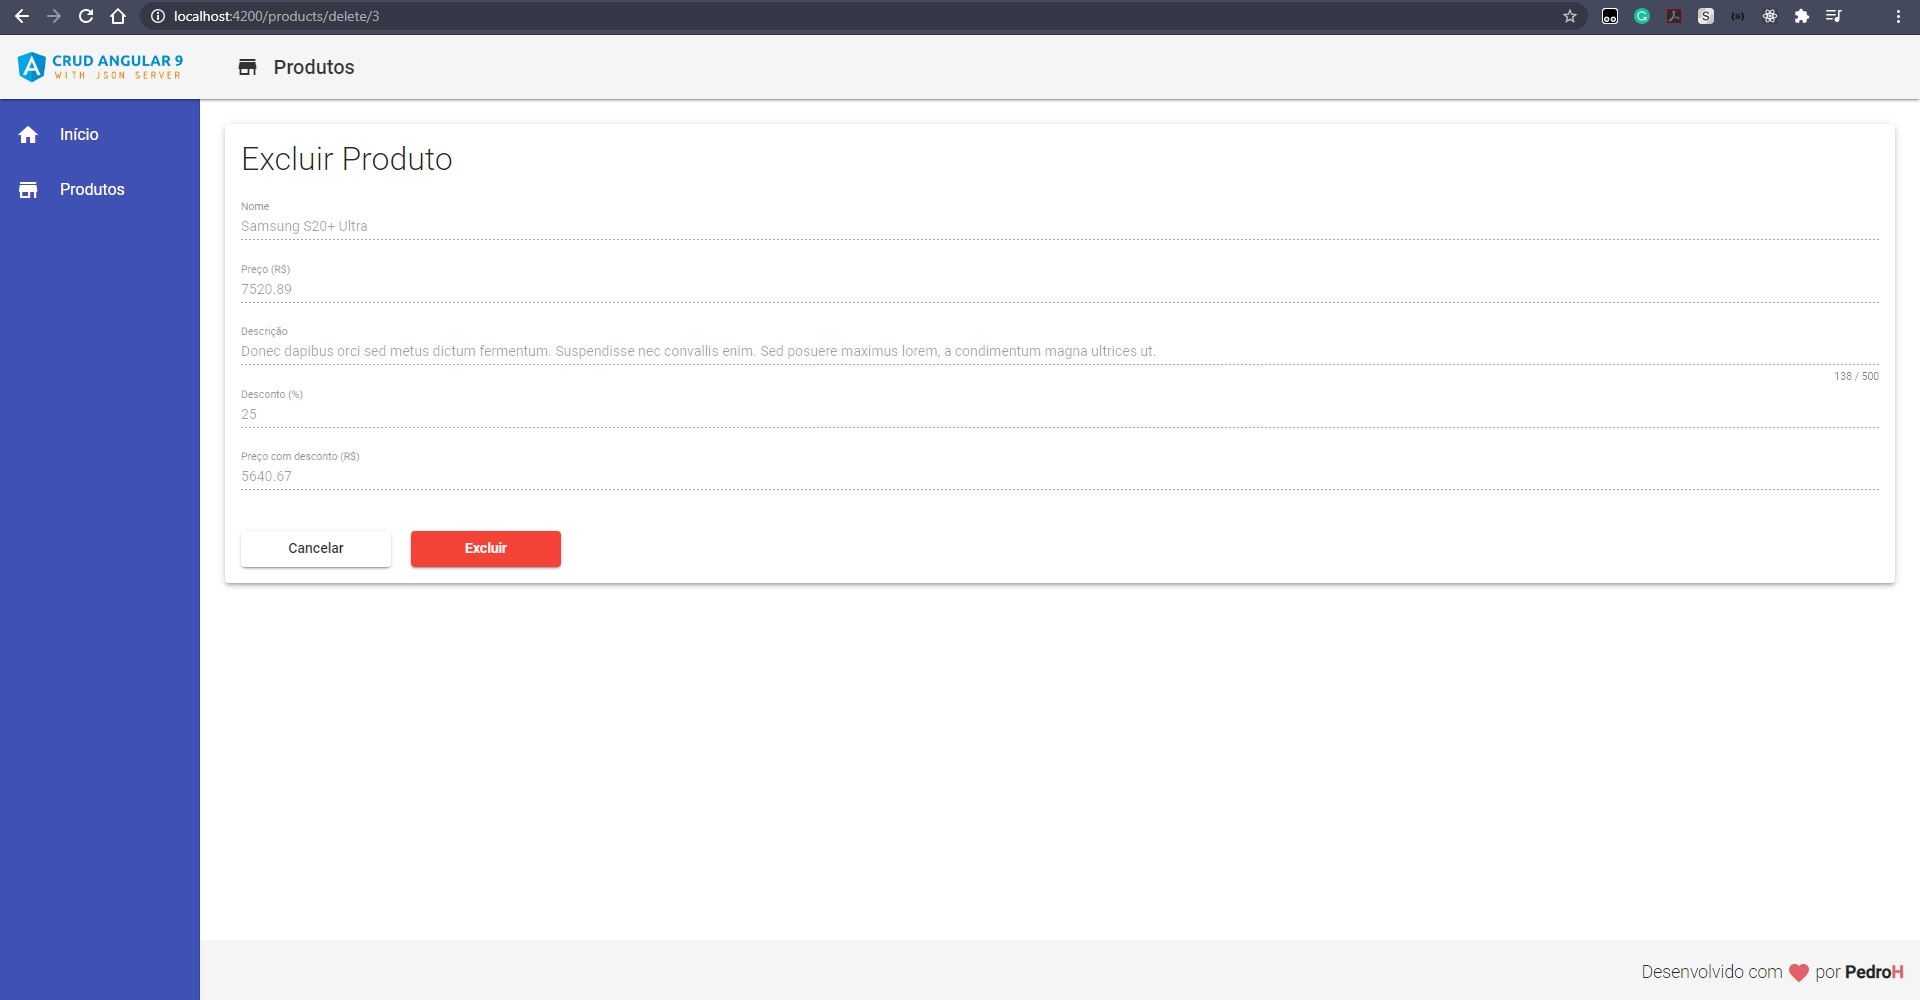 localhost:4200/products/delete/3
CRUD ANGULAR 9
WITH JSON SERVER
Produtos
Início
Produtos
Excluir Produto
Nome
Samsung S20+ Ultra
Preço (R$)
7520.89
Descrição
Donec dapibus orci sed metus dictum fermentum. Suspendisse nec convallis enim. Sed posuere maximus lorem, a condimentum magna ultrices ut.
138 / 500
Desconto (%)
25
Preço com desconto (R$)
5640.67
Cancelar
Excluir
Desenvolvido com por PedroH